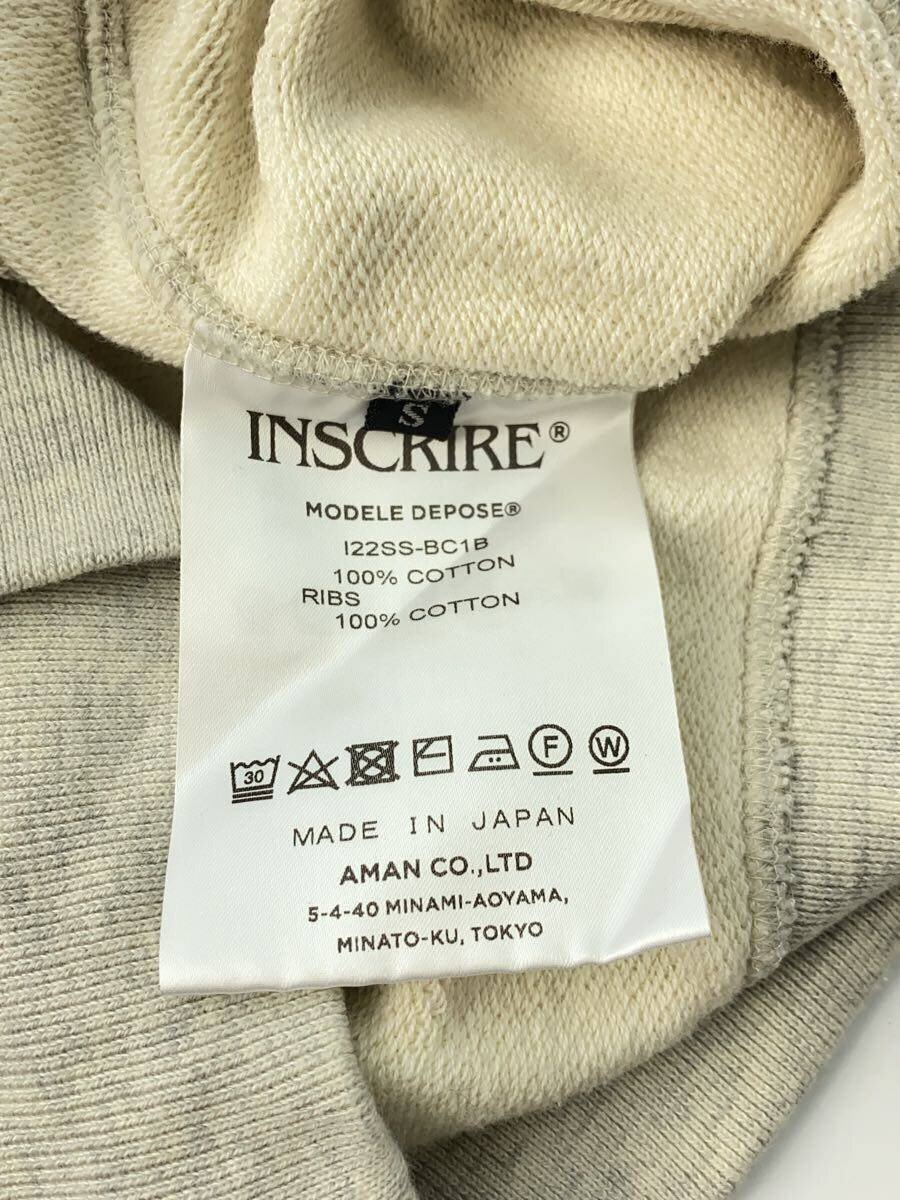 S
INSCRIRE®
MODELE DEPOSE®
I22SS-BC1B
100% COTTON
RIBS
100% COTTON
30 F W
MADE IN JAPAN
AMAN CO.,LTD
5-4-40 MINAMI-AOYAMA,
MINATO-KU, TOKYO